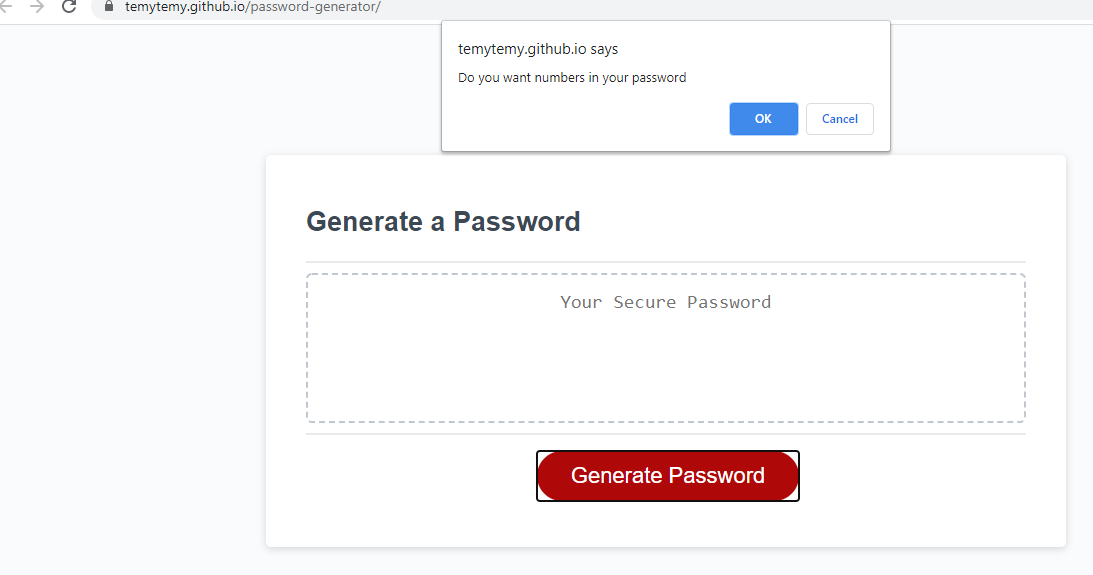 temytemy.github.io/password-generator/
temytemy.github.io says
Do you want numbers in your password
OK
Cancel
Generate a Password
Your Secure Password
Generate Password